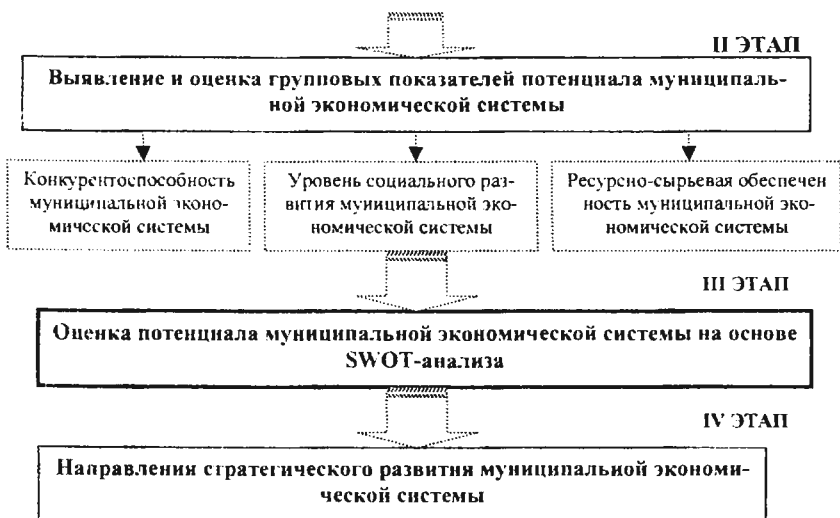 II ЭТАП
Выявление и оценка групповых показателей потенциала муниципаль-
ной экономической системы
Конкурентоспособность
муниципальной эконо-
мической системы
Уровень социального раз-
вития муниципальной эко-
номической системы
Ресурсно-сырьевая обеспечен
ность муниципальной эко-
номической системы
III ЭТАП
Оценка потенциала муниципальной экономической системы на основе
SWOT-анализа
IV ЭТАП
Направления стратегического развития муниципальной экономи-
ческой системы